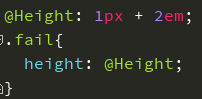 @Height: 1px + 2em;
.fail{
height: @Height;
}